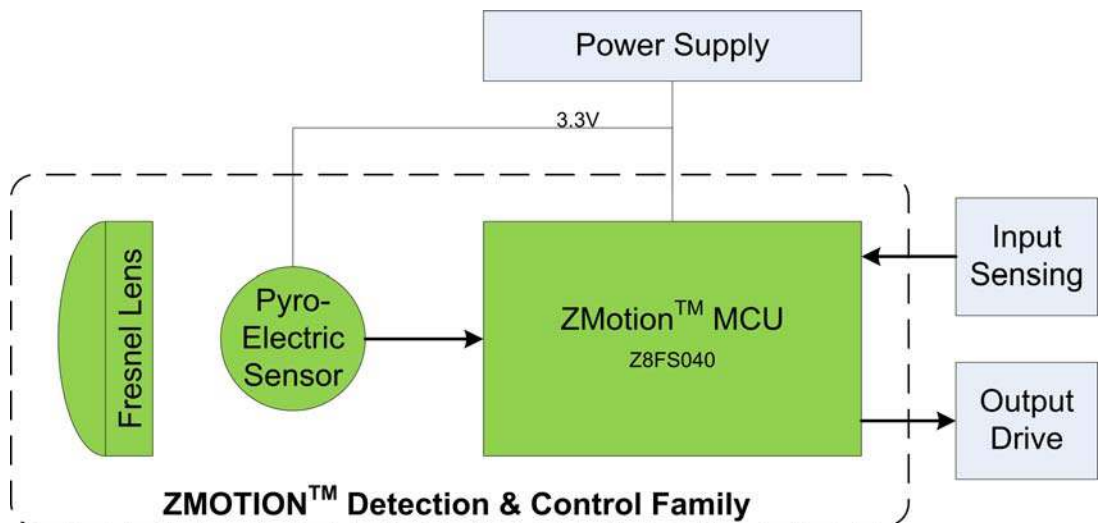 Power Supply
3.3V
Fresnel Lens
Pyro-
Electric
Sensor
ZMotion™ MCU
Z8FS040
Input
Sensing
Output
Drive
ZMOTION™ Detection & Control Family